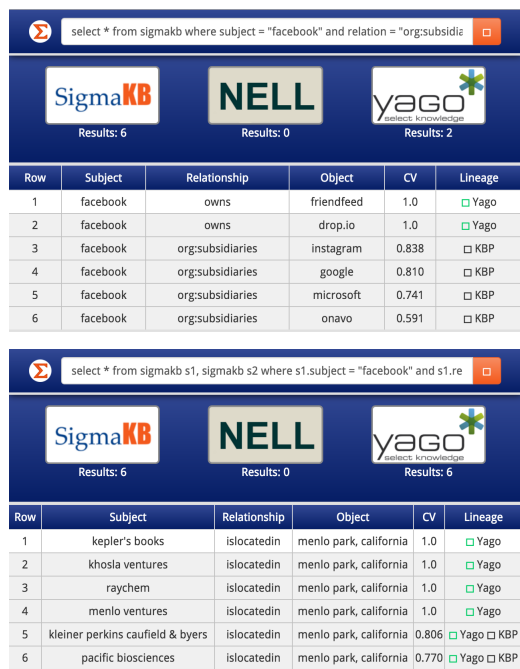 Σ
select * from sigmakb where subject = "facebook" and relation = "org:subsidia
SigmaKB NELL yago
select knowledge
Results: 6 Results: 0 Results: 2
Row Subject Relationship Object CV Lineage
1 facebook owns friendfeed 1.0 Yago
2 facebook owns drop.io 1.0 Yago
3 facebook org:subsidiaries instagram 0.838 KBP
4 facebook org:subsidiaries google 0.810 KBP
5 facebook org:subsidiaries microsoft 0.741 KBP
6 facebook org:subsidiaries onavo 0.591 KBP
Σ
select * from sigmakb s1, sigmakb s2 where s1.subject = "facebook" and s1.re
SigmaKB NELL yago
select knowledge
Results: 6 Results: 0 Results: 6
Row Subject Relationship Object CV Lineage
1 kepler's books islocatedin menlo park, california 1.0 Yago
2 khosla ventures islocatedin menlo park, california 1.0 Yago
3 raychem islocatedin menlo park, california 1.0 Yago
4 menlo ventures islocatedin menlo park, california 1.0 Yago
5 kleiner perkins caufield & byers islocatedin menlo park, california 0.806 Yago KBP
6 pacific biosciences islocatedin menlo park, california 0.770 Yago KBP